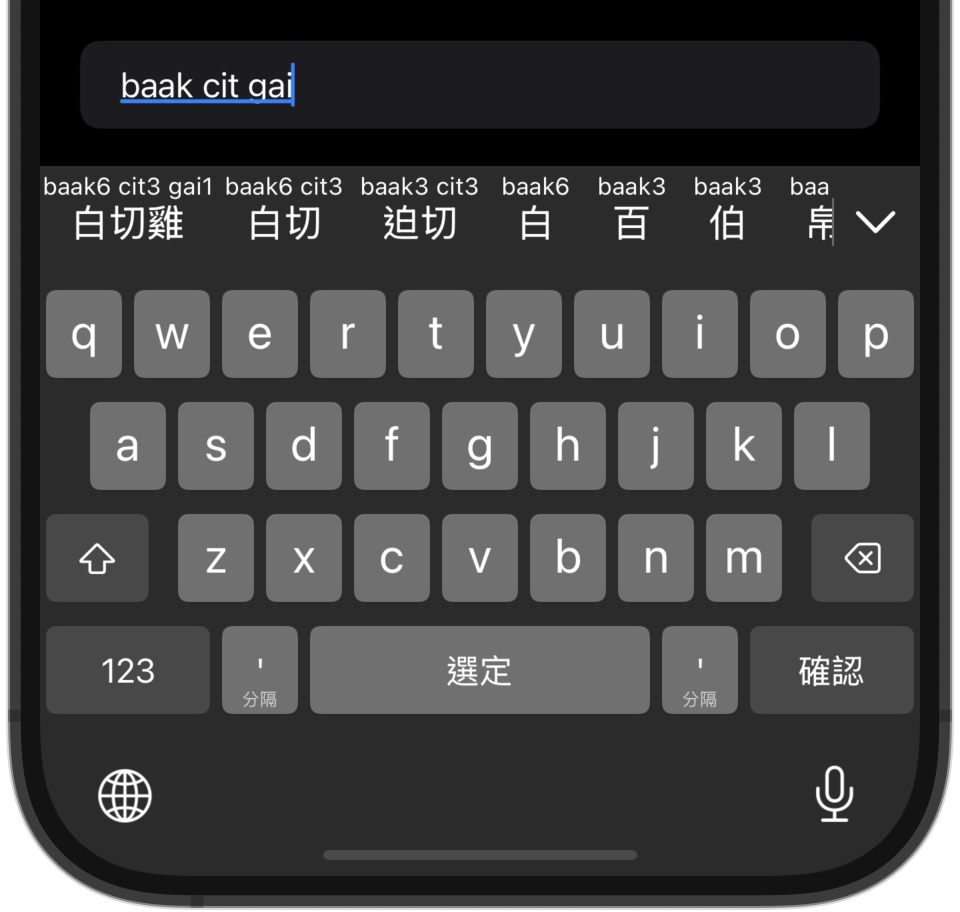 baak cit gai
baak6 cit3 gai1 baak6 cit3 baak3 cit3 baak6 baak3 baak3 baa
白切雞 白切 迫切 白 百 伯 帛
q w e r t y u i o p
a s d f g h j k l
z x c v b n m
123 ' 選定 ' 確認
分隔 分隔